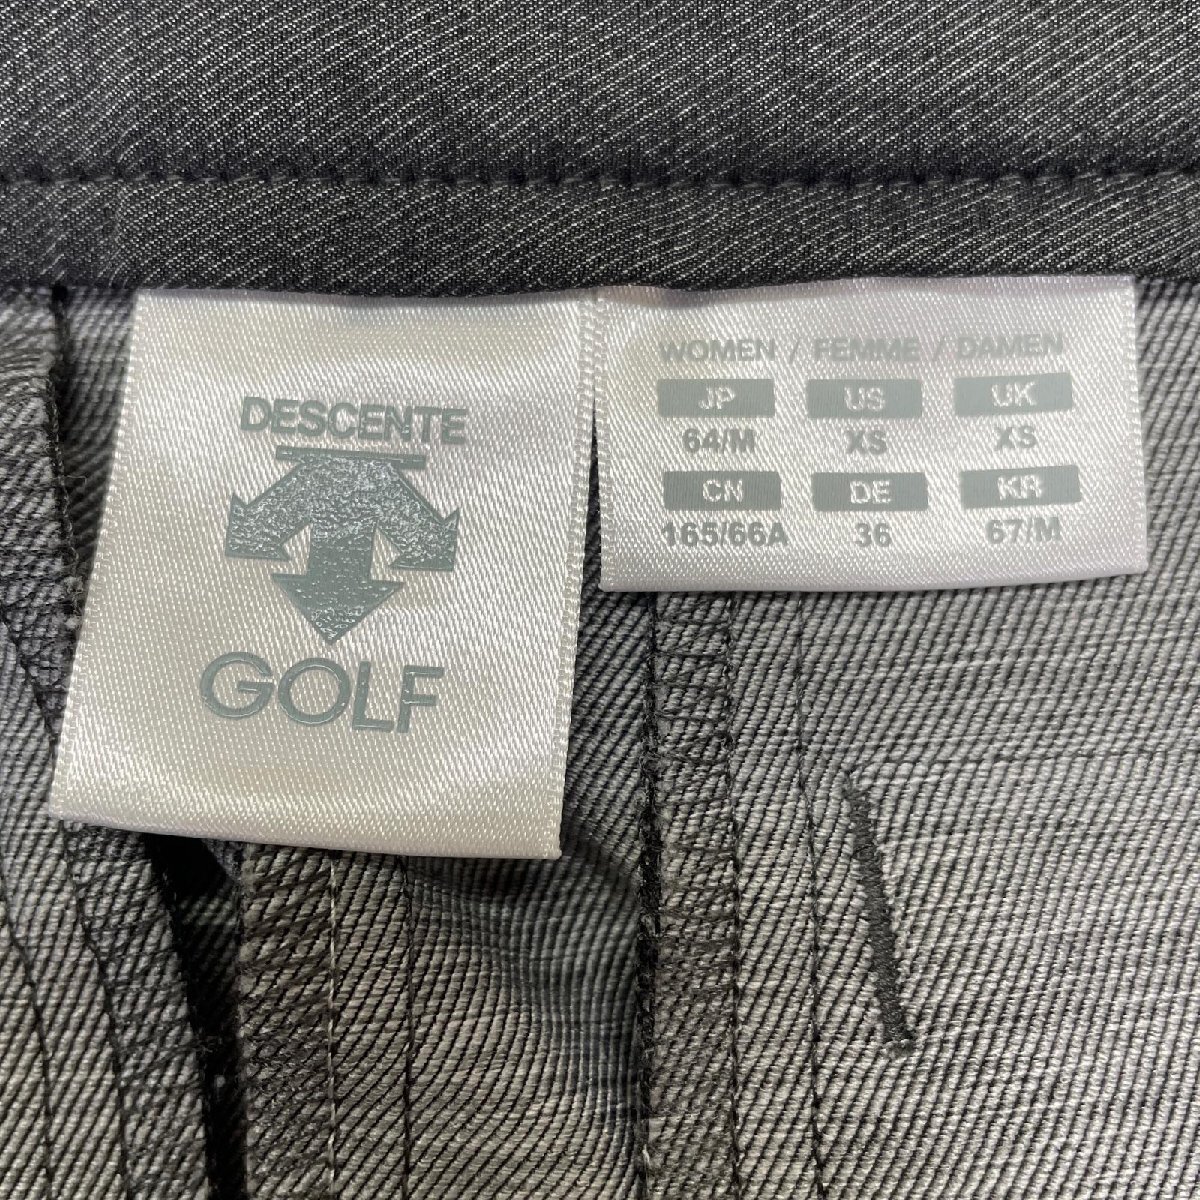 DESCENTE
GOLF
WOMEN / FEMME / DAMEN
JP US UK
64/M XS XS
CN DE KR
165/66A 36 67/M